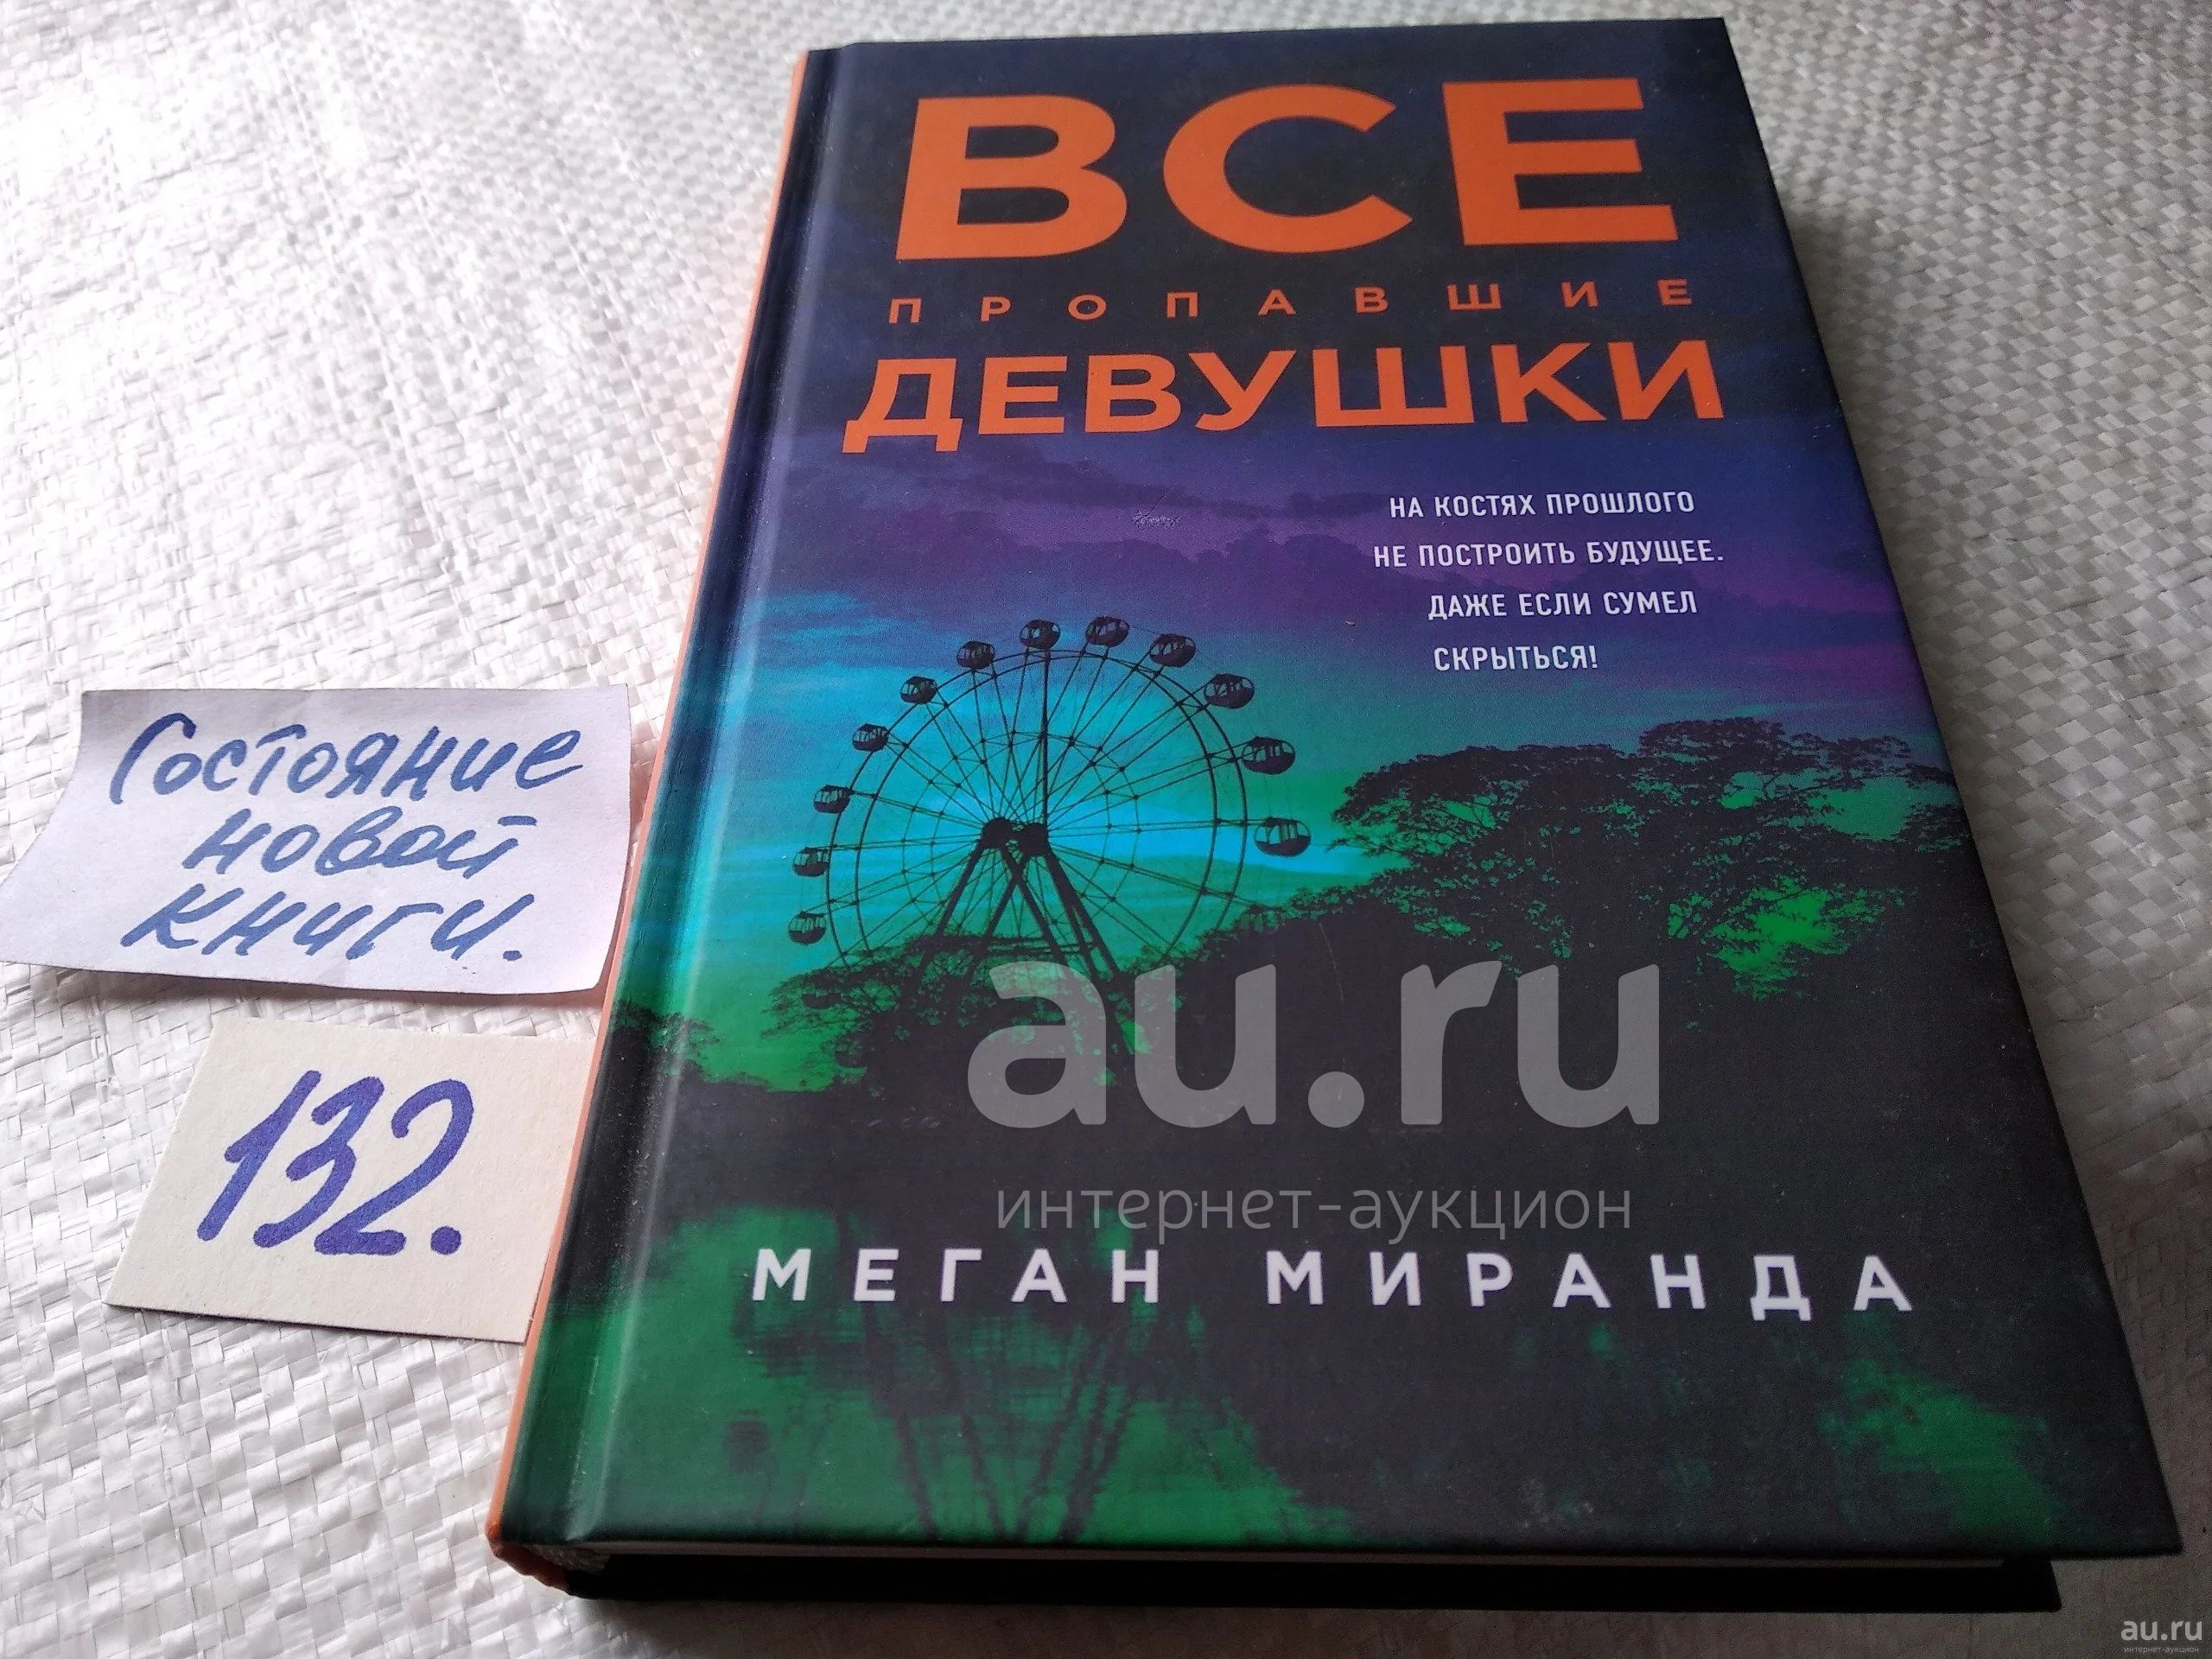 ВСЕ
ПРОПАВШИЕ
ДЕВУШКИ
НА КОСТЯХ ПРОШЛОГО
НЕ ПОСТРОИТЬ БУДУЩЕЕ.
ДАЖЕ ЕСЛИ СУМЕЛ
СКРЫТЬСЯ!
Состояние
новой
книги.
132.
au.ru
интернет-аукцион
МЕГАН МИРАНДА
au.ru
интернет-аукцион